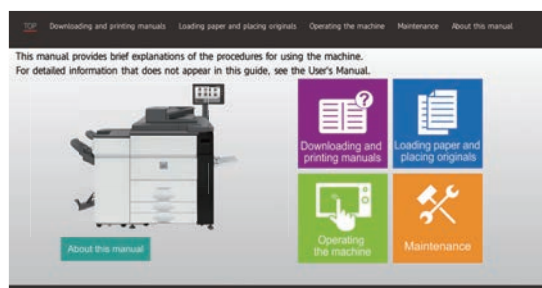 TOP Downloading and printing manuals Loading paper and placing originals Operating the machine Maintenance About this manual
This manual provides brief explanations of the procedures for using the machine.
For detailed information that does not appear in this guide, see the User's Manual.
Downloading and
printing manuals
Loading paper and
placing originals
About this manual
Operating
the machine
Maintenance